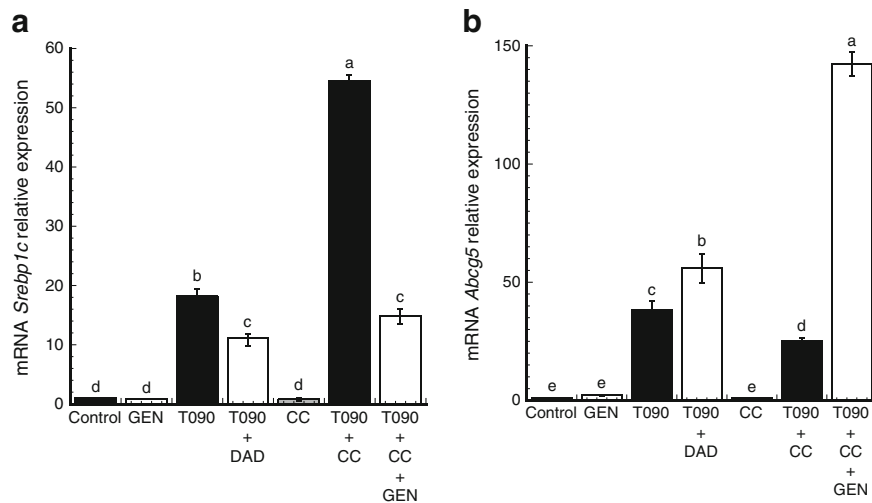 a
mRNA Srebp1c relative expression
60
50
40
30
20
10
0
d
d
b
c
d
a
c
Control
GEN
T090
T090
+
DAD
CC
T090
+
CC
T090
+
CC
+
GEN
b
mRNA Abcg5 relative expression
150
100
50
0
e
e
c
b
e
d
a
Control
GEN
T090
T090
+
DAD
CC
T090
+
CC
T090
+
CC
+
GEN